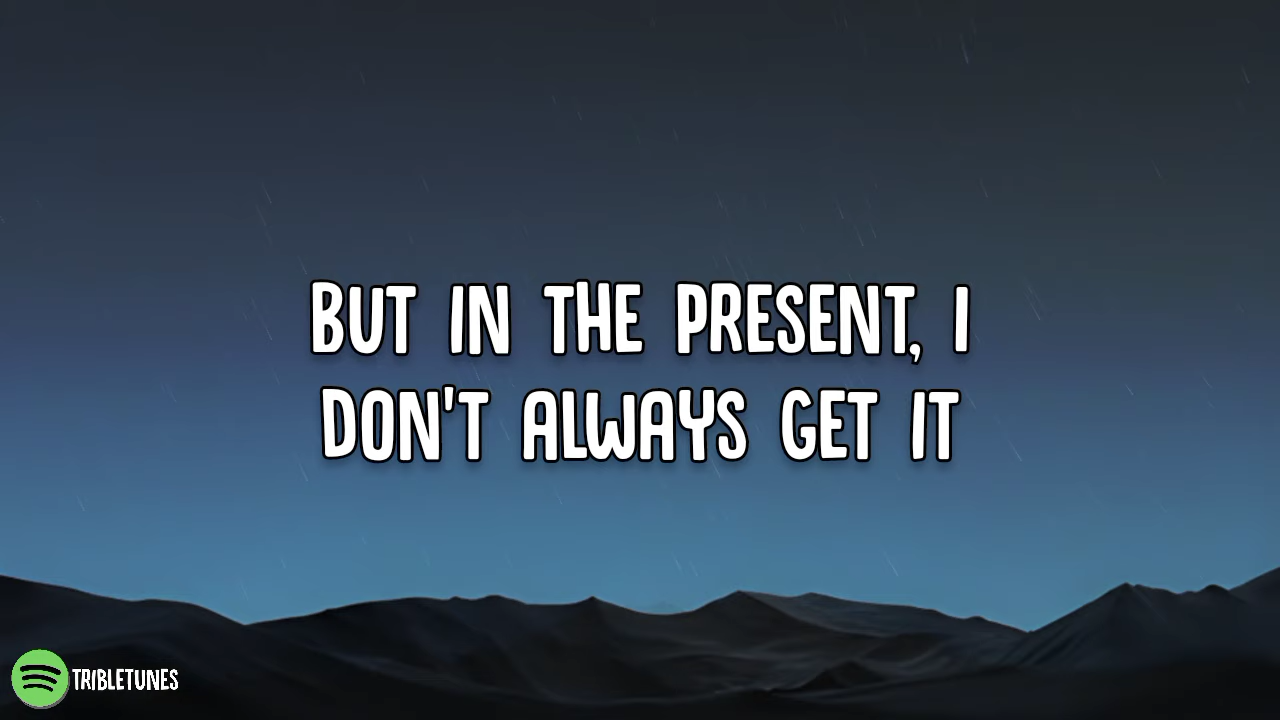 BUT IN THE PRESENT, I
DON'T ALWAYS GET IT
TRIBLETUNES